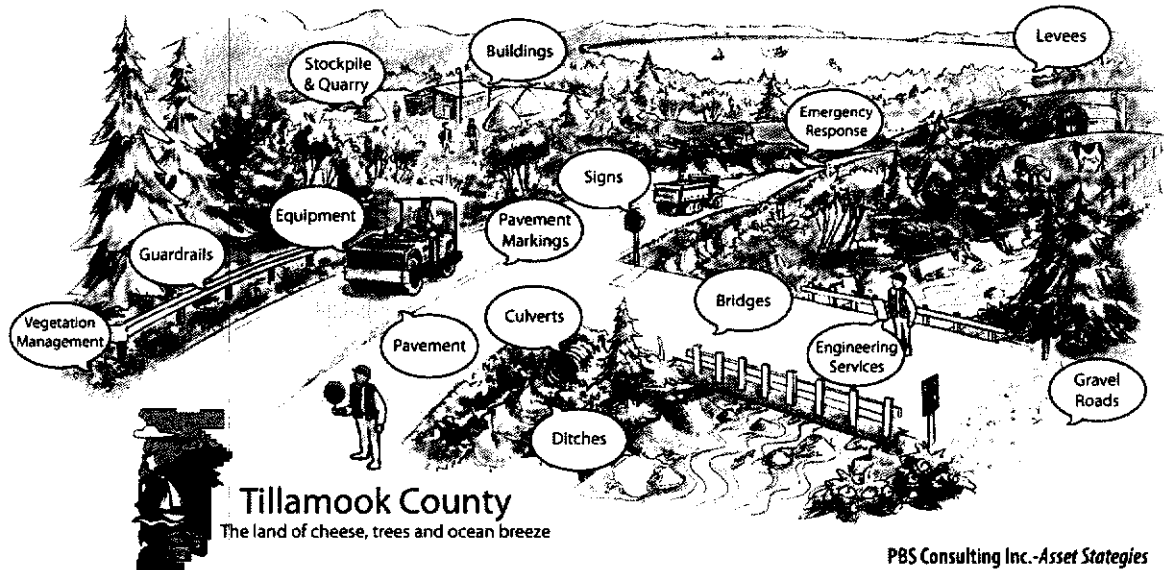 Buildings
Levees
Stockpile
& Quarry
Emergency
Response
Signs
Equipment
Pavement
Markings
Guardrails
Bridges
Vegetation
Management
Culverts
Pavement
Engineering
Services
Gravel
Roads
Ditches
Tillamook County
The land of cheese, trees and ocean breeze
PBS Consulting Inc.-Asset Stategies